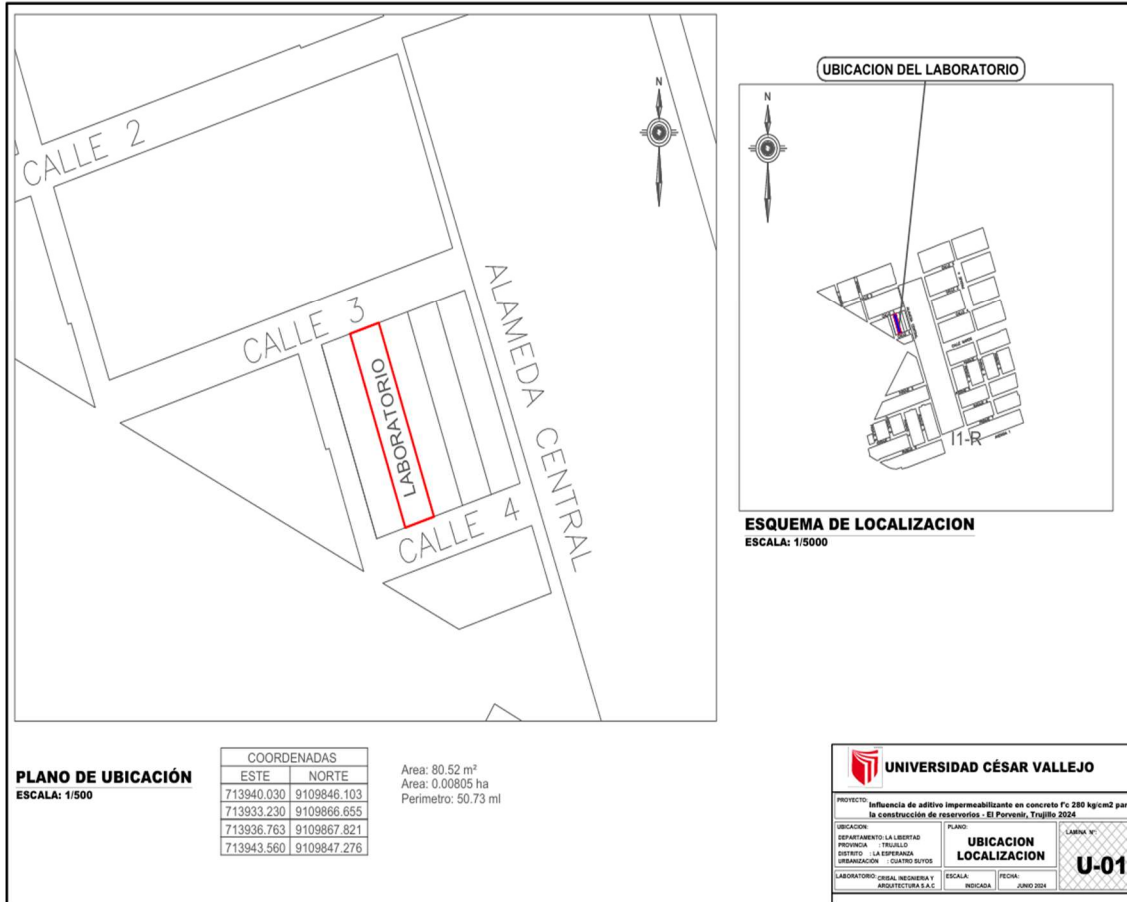 UBICACION DEL LABORATORIO
N
N
CALLE 2
CALLE 3
ALAMEDA CENTRAL
LABORATORIO
CALLE 4
I1-R
ESQUEMA DE LOCALIZACION
ESCALA: 1/5000
PLANO DE UBICACIÓN
ESCALA: 1/500
COORDENADAS
ESTE NORTE
713940.030 9109846.103
713933.230 9109866.655
713936.763 9109867.821
713943.560 9109847.276
Area: 80.52 m²
Area: 0.00805 ha
Perimetro: 50.73 ml
UNIVERSIDAD CÉSAR VALLEJO
PROYECTO: Influencia de aditivo impermeabilizante en concreto f'c 280 kg/cm2 par
la construcción de reservorios - El Porvenir, Trujillo 2024
UBICACION:
DEPARTAMENTO: LA LIBERTAD
PROVINCIA : TRUJILLO
DISTRITO : LA ESPERANZA
URBANIZACIÓN : CUATRO SUYOS
PLANO:
UBICACION
LOCALIZACION
LAMINA N°
U-01
LABORATORIO: CRISAL INEGNIERIA Y
ARQUITECTURA S.A.C
ESCALA:
INDICADA
FECHA:
JUNIO 2024